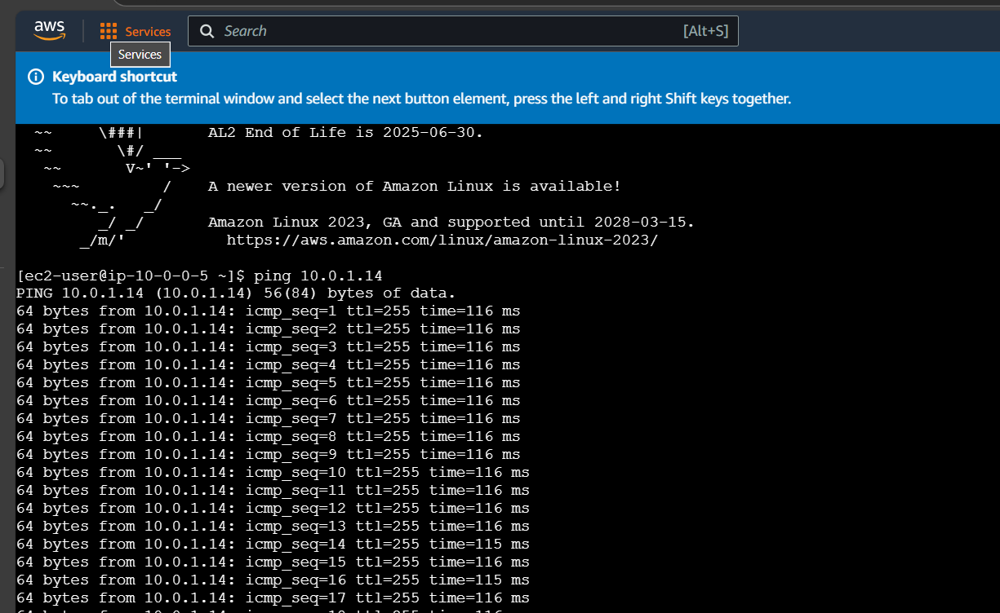 aws
Services
Search
[Alt+S]
Services
Keyboard shortcut
To tab out of the terminal window and select the next button element, press the left and right Shift keys together.
~~      \###|       AL2 End of Life is 2025-06-30.
~~        \#/ ___
~~         V~' '->
~~~         /    A newer version of Amazon Linux is available!
~~._.   _/
_/ _/       Amazon Linux 2023, GA and supported until 2028-03-15.
_/m/'           https://aws.amazon.com/linux/amazon-linux-2023/
[ec2-user@ip-10-0-0-5 ~]$ ping 10.0.1.14
PING 10.0.1.14 (10.0.1.14) 56(84) bytes of data.
64 bytes from 10.0.1.14: icmp_seq=1 ttl=255 time=116 ms
64 bytes from 10.0.1.14: icmp_seq=2 ttl=255 time=116 ms
64 bytes from 10.0.1.14: icmp_seq=3 ttl=255 time=116 ms
64 bytes from 10.0.1.14: icmp_seq=4 ttl=255 time=116 ms
64 bytes from 10.0.1.14: icmp_seq=5 ttl=255 time=116 ms
64 bytes from 10.0.1.14: icmp_seq=6 ttl=255 time=116 ms
64 bytes from 10.0.1.14: icmp_seq=7 ttl=255 time=116 ms
64 bytes from 10.0.1.14: icmp_seq=8 ttl=255 time=116 ms
64 bytes from 10.0.1.14: icmp_seq=9 ttl=255 time=116 ms
64 bytes from 10.0.1.14: icmp_seq=10 ttl=255 time=116 ms
64 bytes from 10.0.1.14: icmp_seq=11 ttl=255 time=116 ms
64 bytes from 10.0.1.14: icmp_seq=12 ttl=255 time=116 ms
64 bytes from 10.0.1.14: icmp_seq=13 ttl=255 time=116 ms
64 bytes from 10.0.1.14: icmp_seq=14 ttl=255 time=115 ms
64 bytes from 10.0.1.14: icmp_seq=15 ttl=255 time=116 ms
64 bytes from 10.0.1.14: icmp_seq=16 ttl=255 time=115 ms
64 bytes from 10.0.1.14: icmp_seq=17 ttl=255 time=116 ms